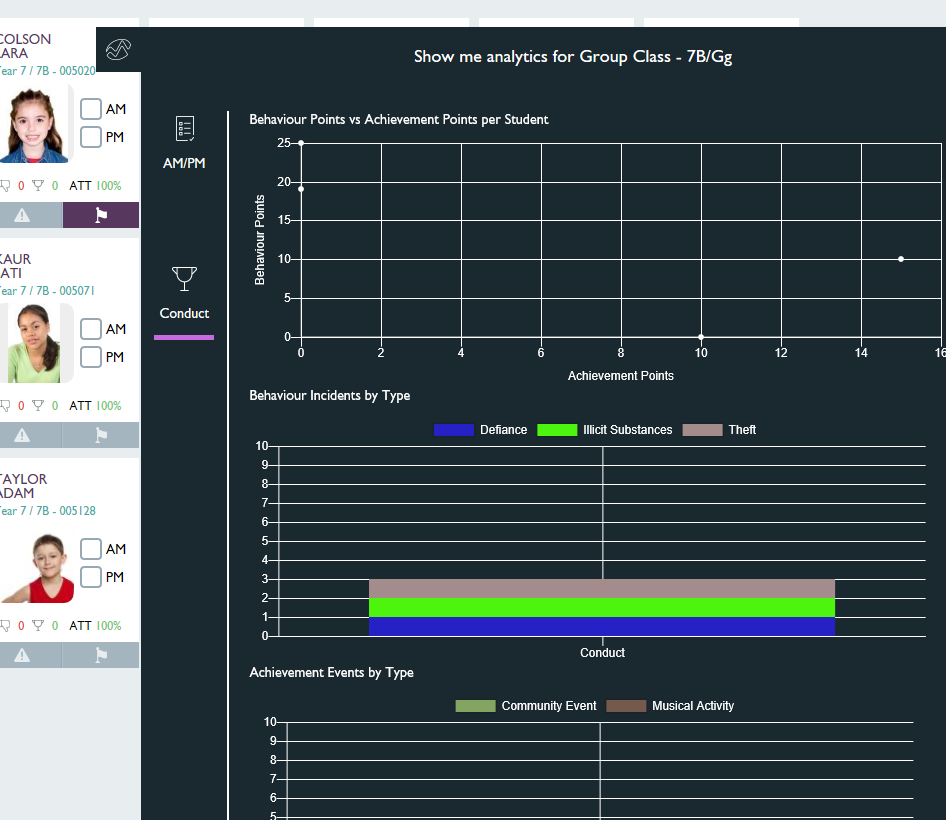 COLSON
ARA
Year 7 / 7B - 005020
AM
PM
0 0 ATT 100%
KAUR
ATI
Year 7 / 7B - 005071
AM
PM
0 0 ATT 100%
TAYLOR
ADAM
Year 7 / 7B - 005128
AM
PM
0 0 ATT 100%
Show me analytics for Group Class - 7B/Gg
AM/PM
Conduct
Behaviour Points vs Achievement Points per Student
Behaviour Points
25
20
15
10
5
0
0 2 4 6 8 10 12 14 16
Achievement Points
Behaviour Incidents by Type
Defiance Illicit Substances Theft
10
9
8
7
6
5
4
3
2
1
0
Conduct
Achievement Events by Type
Community Event Musical Activity
10
9
8
7
6
5